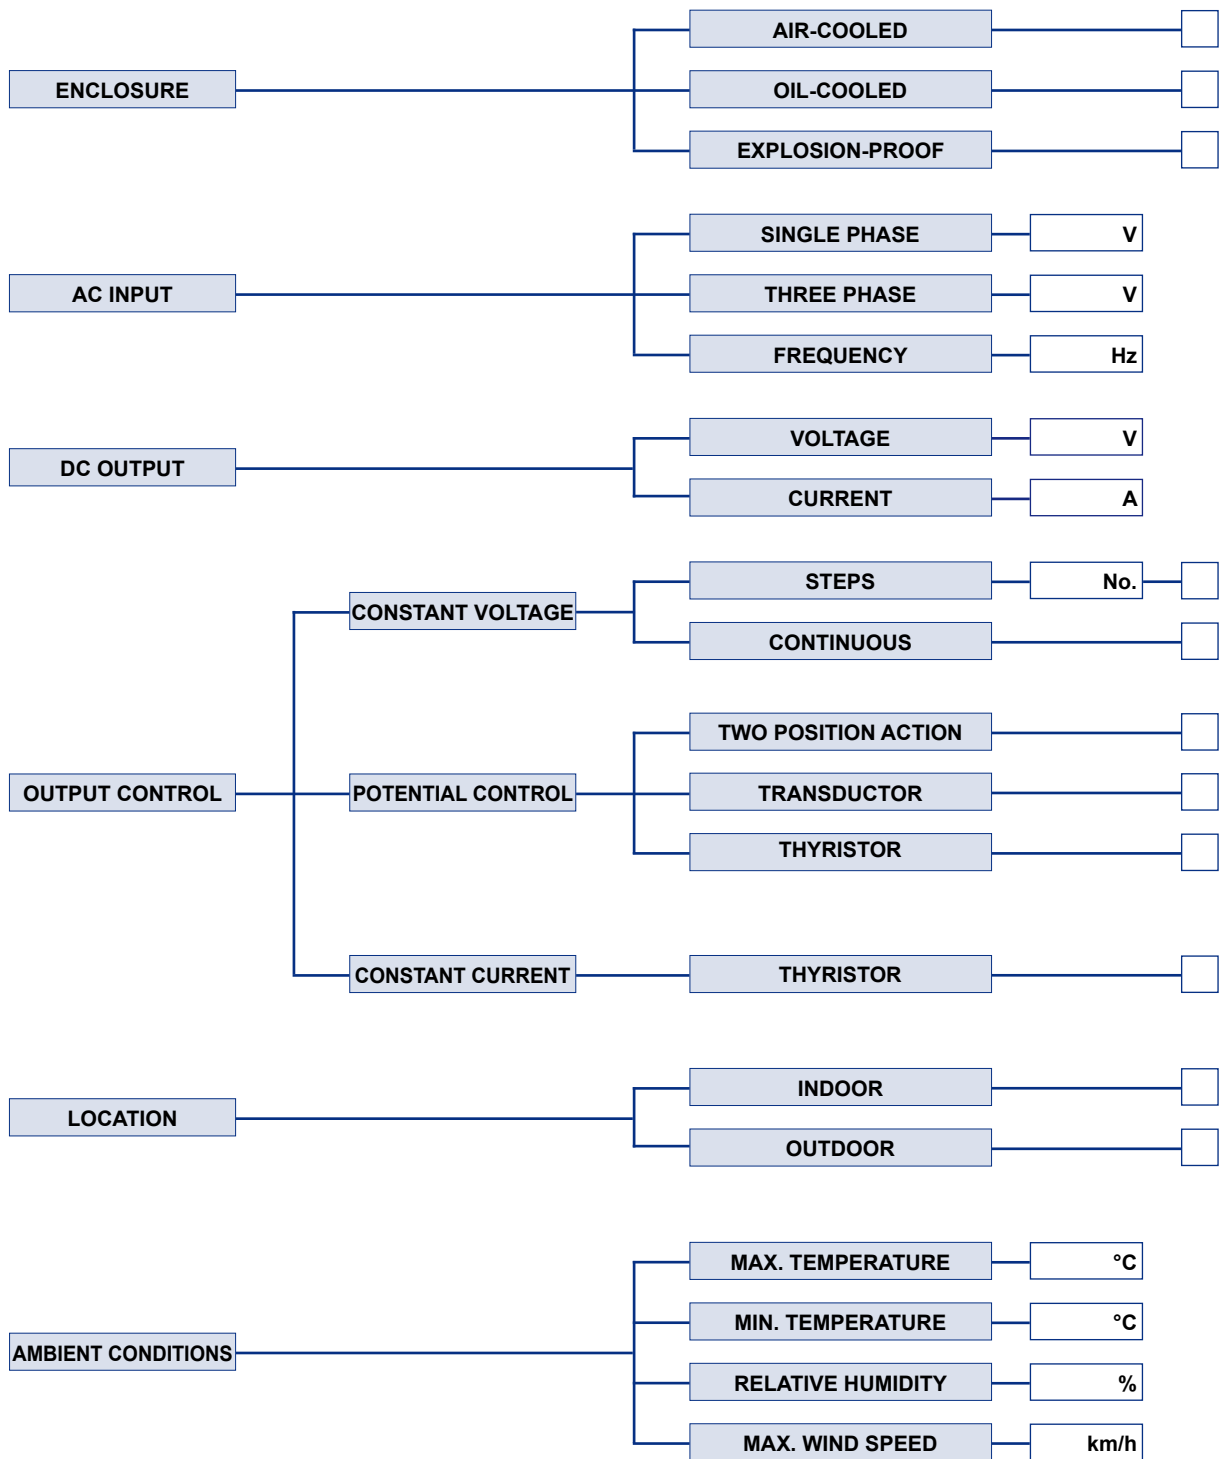 ENCLOSURE
AIR-COOLED
OIL-COOLED
EXPLOSION-PROOF
AC INPUT
SINGLE PHASE V
THREE PHASE V
FREQUENCY Hz
DC OUTPUT
VOLTAGE V
CURRENT A
OUTPUT CONTROL
CONSTANT VOLTAGE
STEPS No.
CONTINUOUS
POTENTIAL CONTROL
TWO POSITION ACTION
TRANSDUCTOR
THYRISTOR
CONSTANT CURRENT
THYRISTOR
LOCATION
INDOOR
OUTDOOR
AMBIENT CONDITIONS
MAX. TEMPERATURE °C
MIN. TEMPERATURE °C
RELATIVE HUMIDITY %
MAX. WIND SPEED km/h